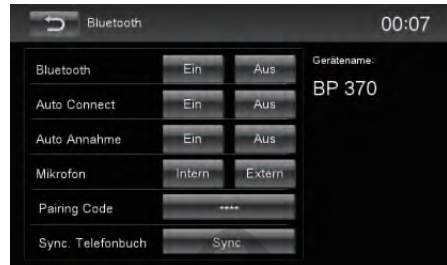 Bluetooth 00:07
Bluetooth Ein Aus
Gerätename:
BP 370
Auto Connect Ein Aus
Auto Annahme Ein Aus
Mikrofon Intern Extern
Pairing Code ****
Sync. Telefonbuch Sync.